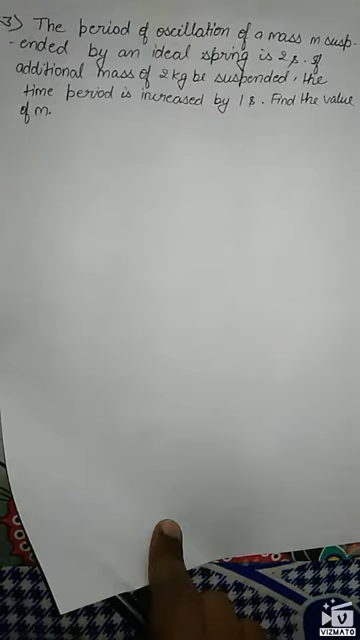 3) The period of oscillation of a mass m susp-
-ended by an ideal spring is 2s. If
additional mass of 2 kg be suspended, the
time period is increased by 1 s. Find the value
of m.
V
VIZMATO